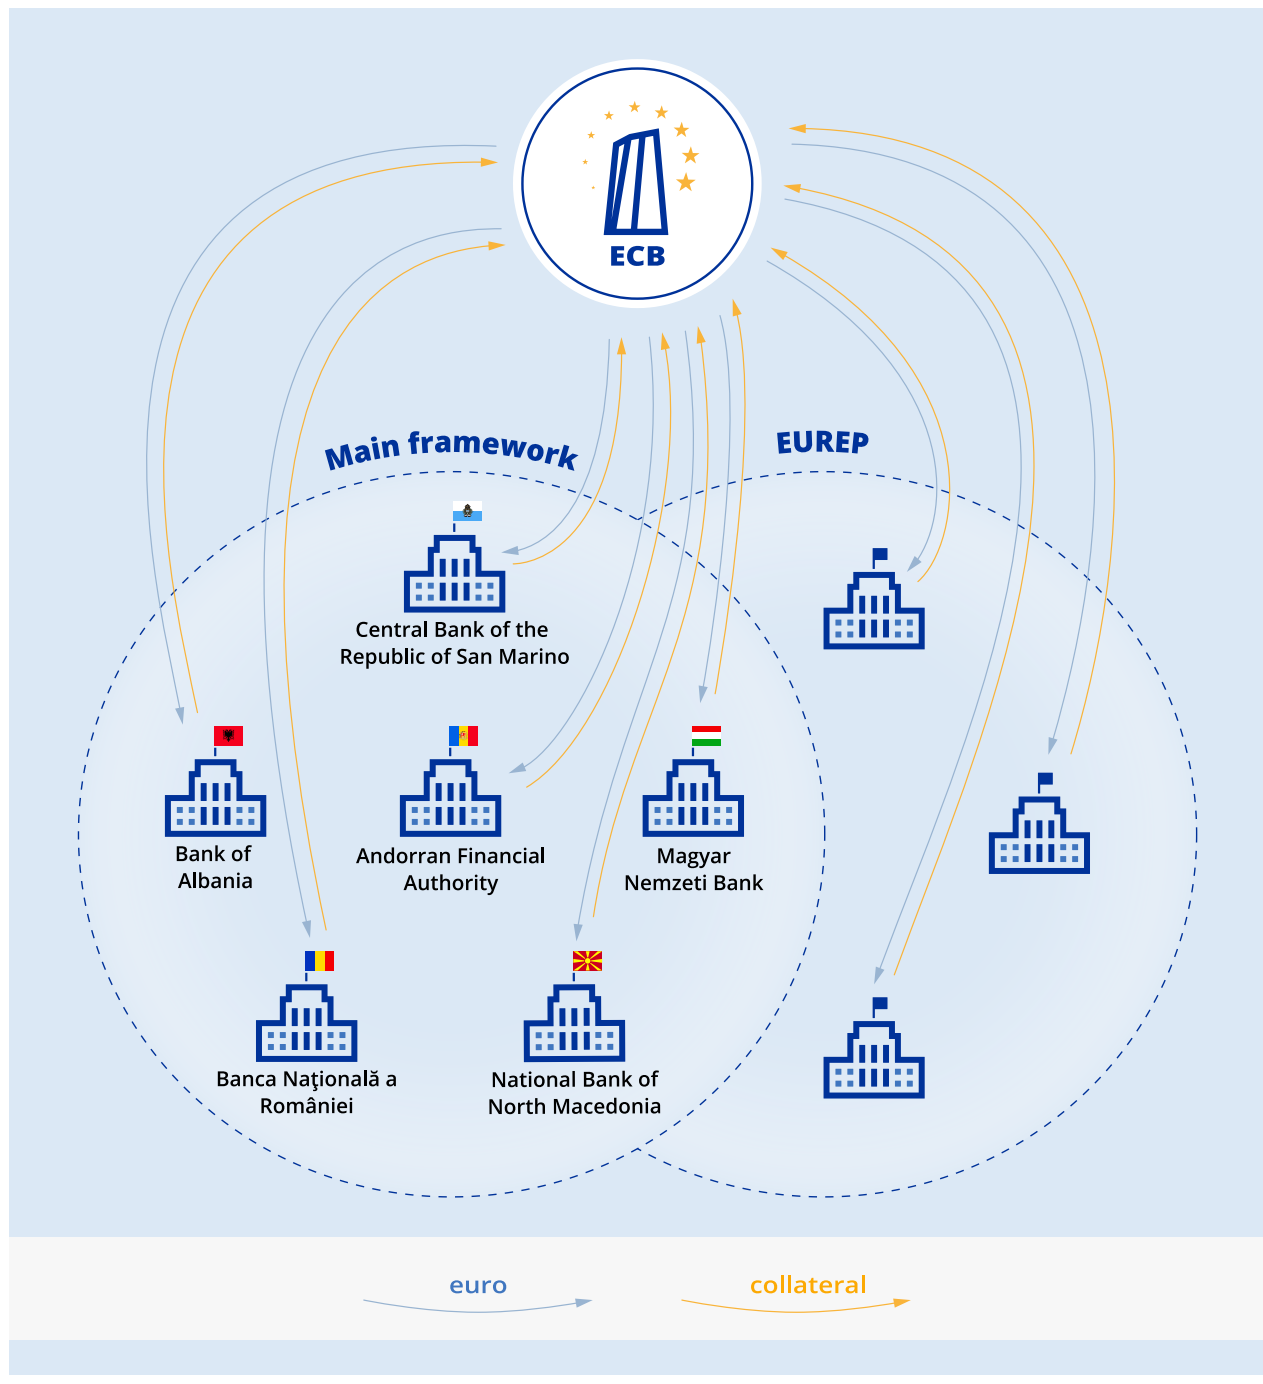 ECB
Main framework
EUREP
Central Bank of the
Republic of San Marino
Bank of
Albania
Andorran Financial
Authority
Magyar
Nemzeti Bank
Banca Naţională a
României
National Bank of
North Macedonia
euro
collateral